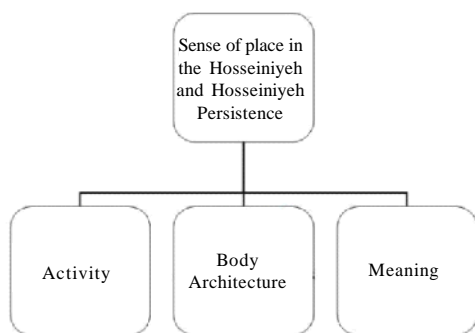 Sense of place in
the Hosseiniyeh
and Hosseiniyeh
Persistence
Activity
Body
Architecture
Meaning